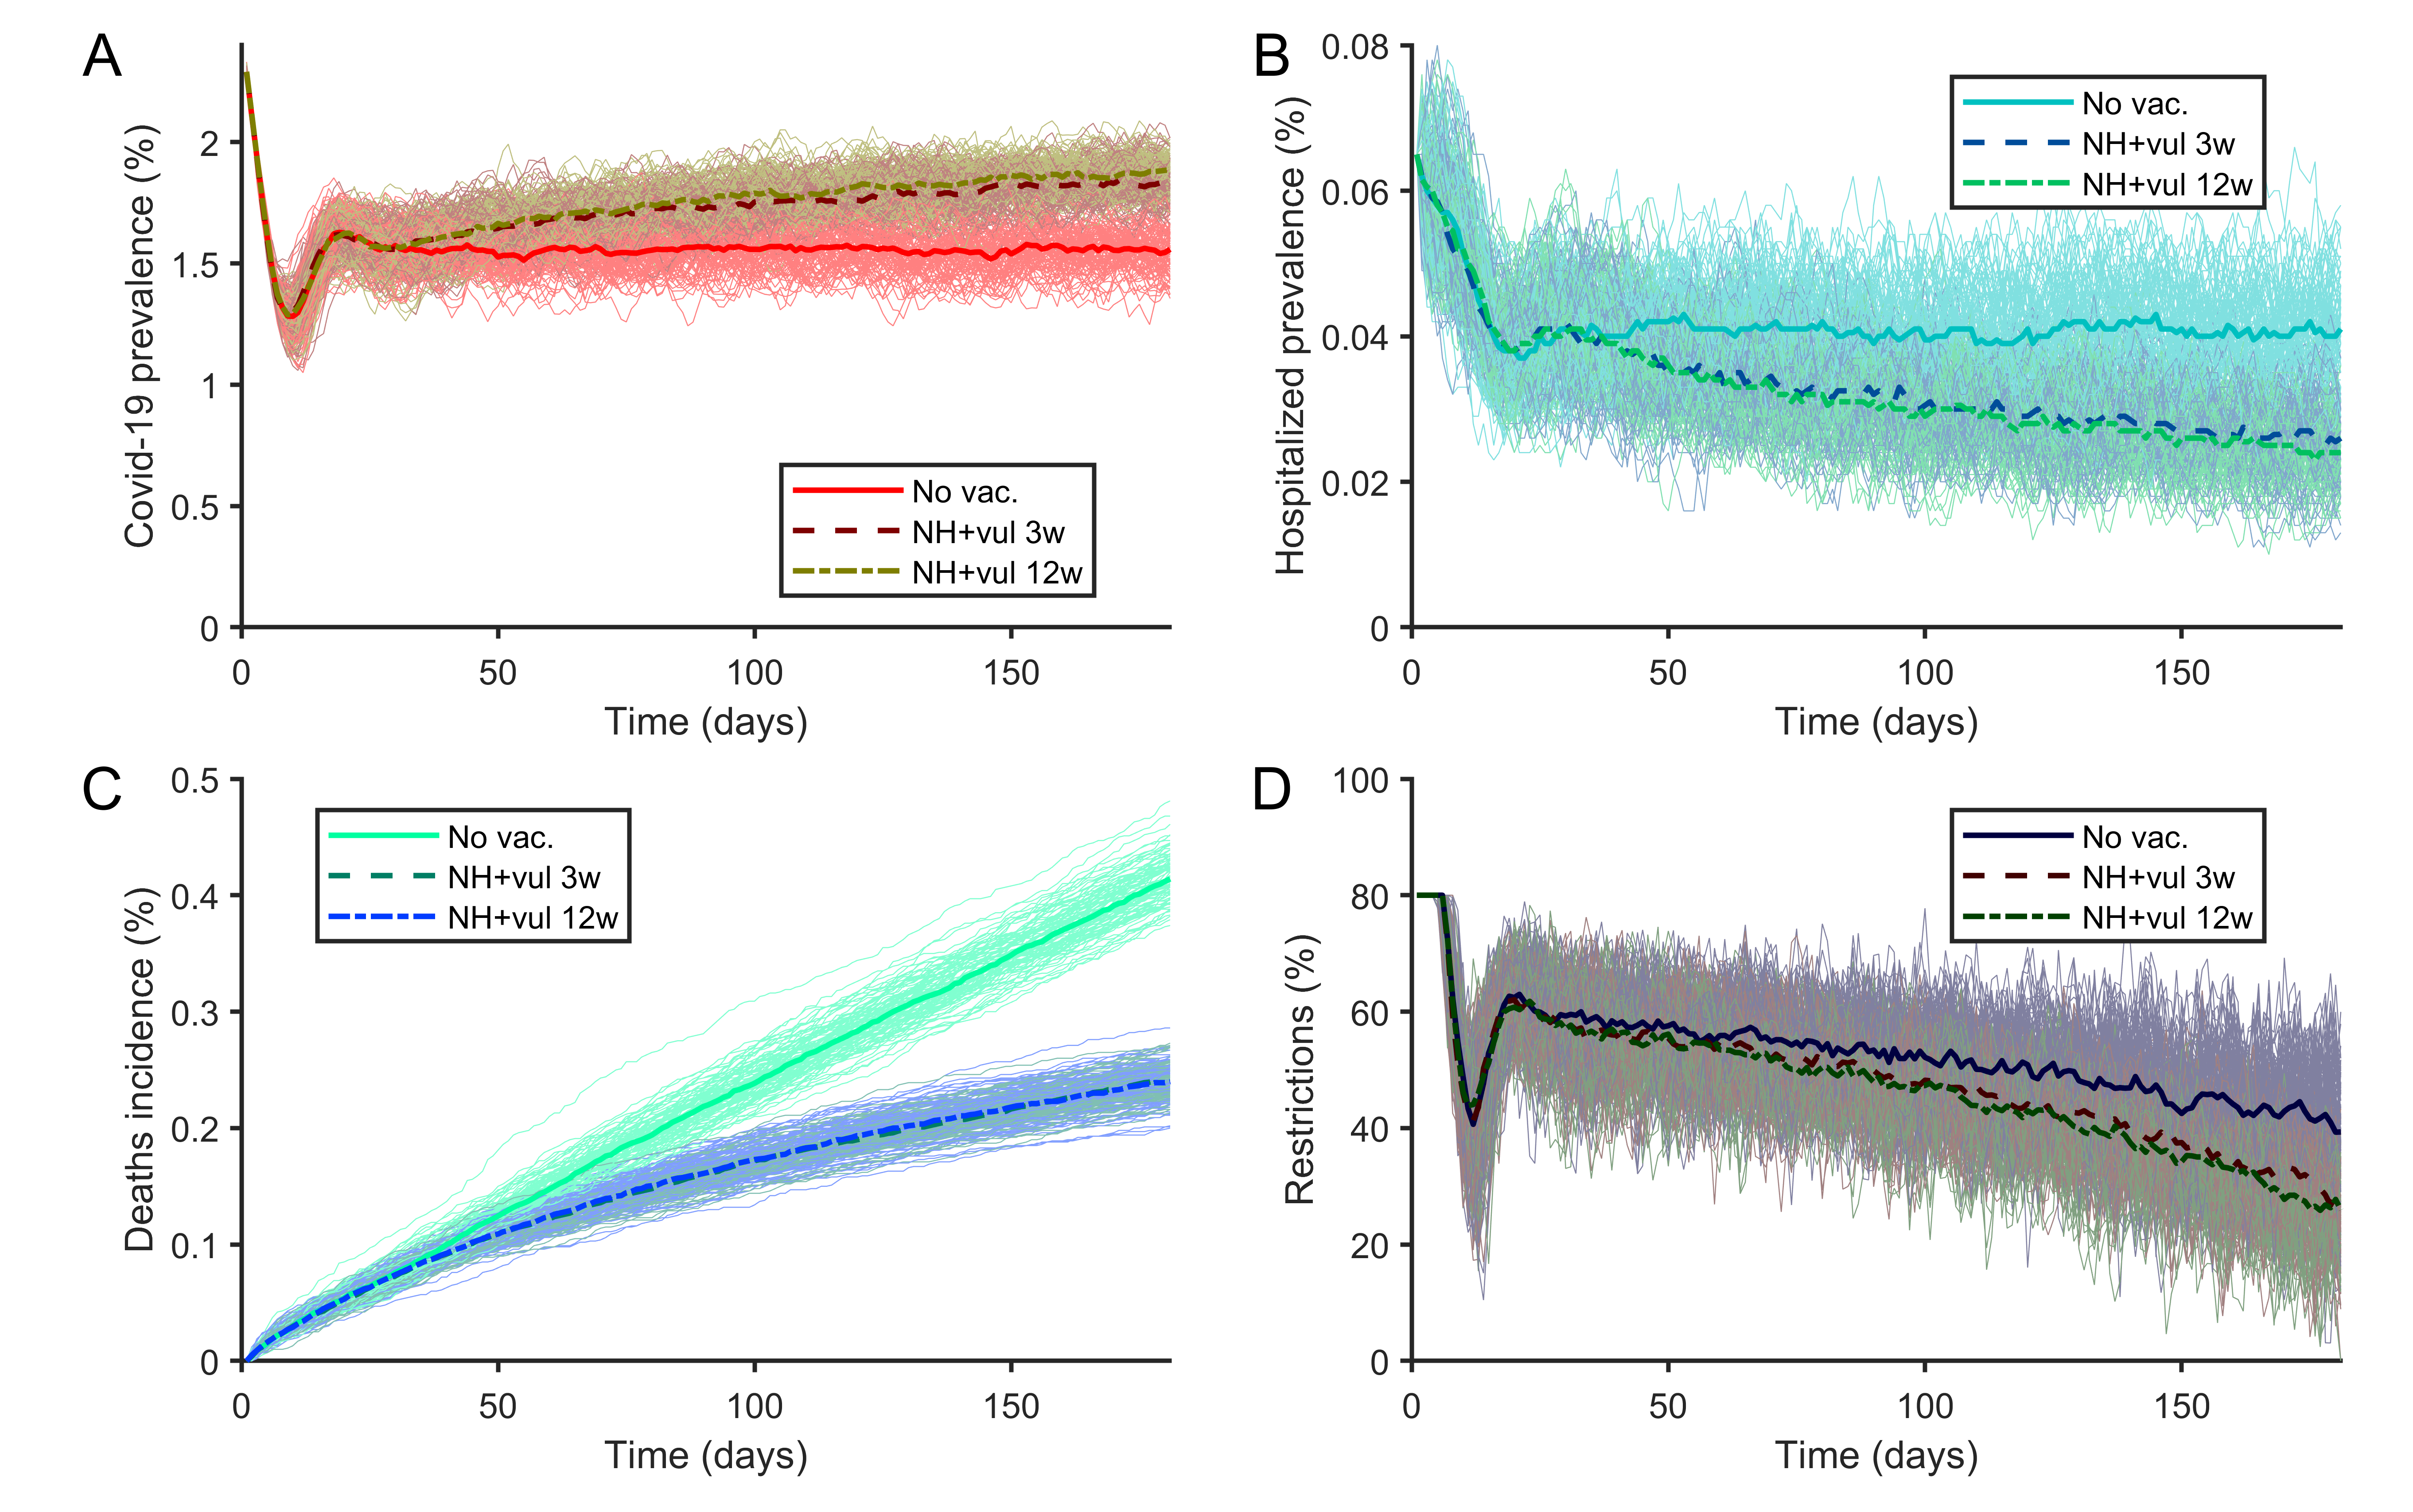 A
Covid-19 prevalence (%)
2
1.5
1
0.5
0
0
50
100
150
Time (days)
No vac.
NH+vul 3w
NH+vul 12w
B
Hospitalized prevalence (%)
0.08
0.06
0.04
0.02
0
0
50
100
150
Time (days)
No vac.
NH+vul 3w
NH+vul 12w
C
Deaths incidence (%)
0.5
0.4
0.3
0.2
0.1
0
0
50
100
150
Time (days)
No vac.
NH+vul 3w
NH+vul 12w
D
Restrictions (%)
100
80
60
40
20
0
0
50
100
150
Time (days)
No vac.
NH+vul 3w
NH+vul 12w